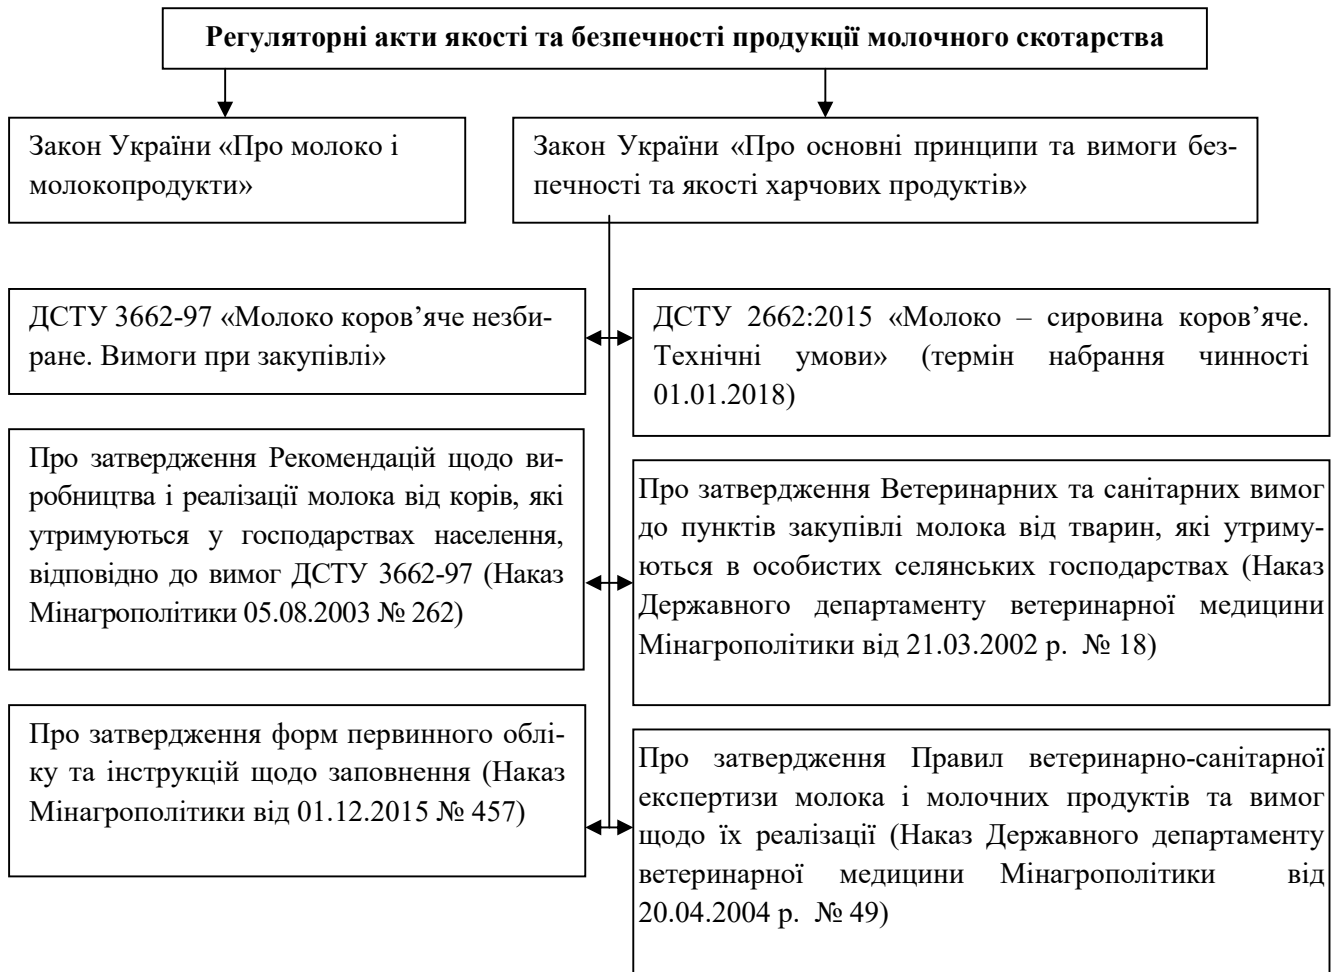 Регуляторні акти якості та безпечності продукції молочного скотарства
Закон України «Про молоко і
молокопродукти»
Закон України «Про основні принципи та вимоги без-
печності та якості харчових продуктів»
ДСТУ 3662-97 «Молоко коров’яче незби-
ране. Вимоги при закупівлі»
ДСТУ 2662:2015 «Молоко – сировина коров’яче.
Технічні умови» (термін набрання чинності
01.01.2018)
Про затвердження Рекомендацій щодо ви-
робництва і реалізації молока від корів, які
утримуються у господарствах населення,
відповідно до вимог ДСТУ 3662-97 (Наказ
Мінагрополітики 05.08.2003 № 262)
Про затвердження Ветеринарних та санітарних вимог
до пунктів закупівлі молока від тварин, які утриму-
ються в особистих селянських господарствах (Наказ
Державного департаменту ветеринарної медицини
Мінагрополітики від 21.03.2002 р. № 18)
Про затвердження форм первинного облі-
ку та інструкцій щодо заповнення (Наказ
Мінагрополітики від 01.12.2015 № 457)
Про затвердження Правил ветеринарно-санітарної
експертизи молока і молочних продуктів та вимог
щодо їх реалізації (Наказ Державного департаменту
ветеринарної медицини Мінагрополітики від
20.04.2004 р. № 49)